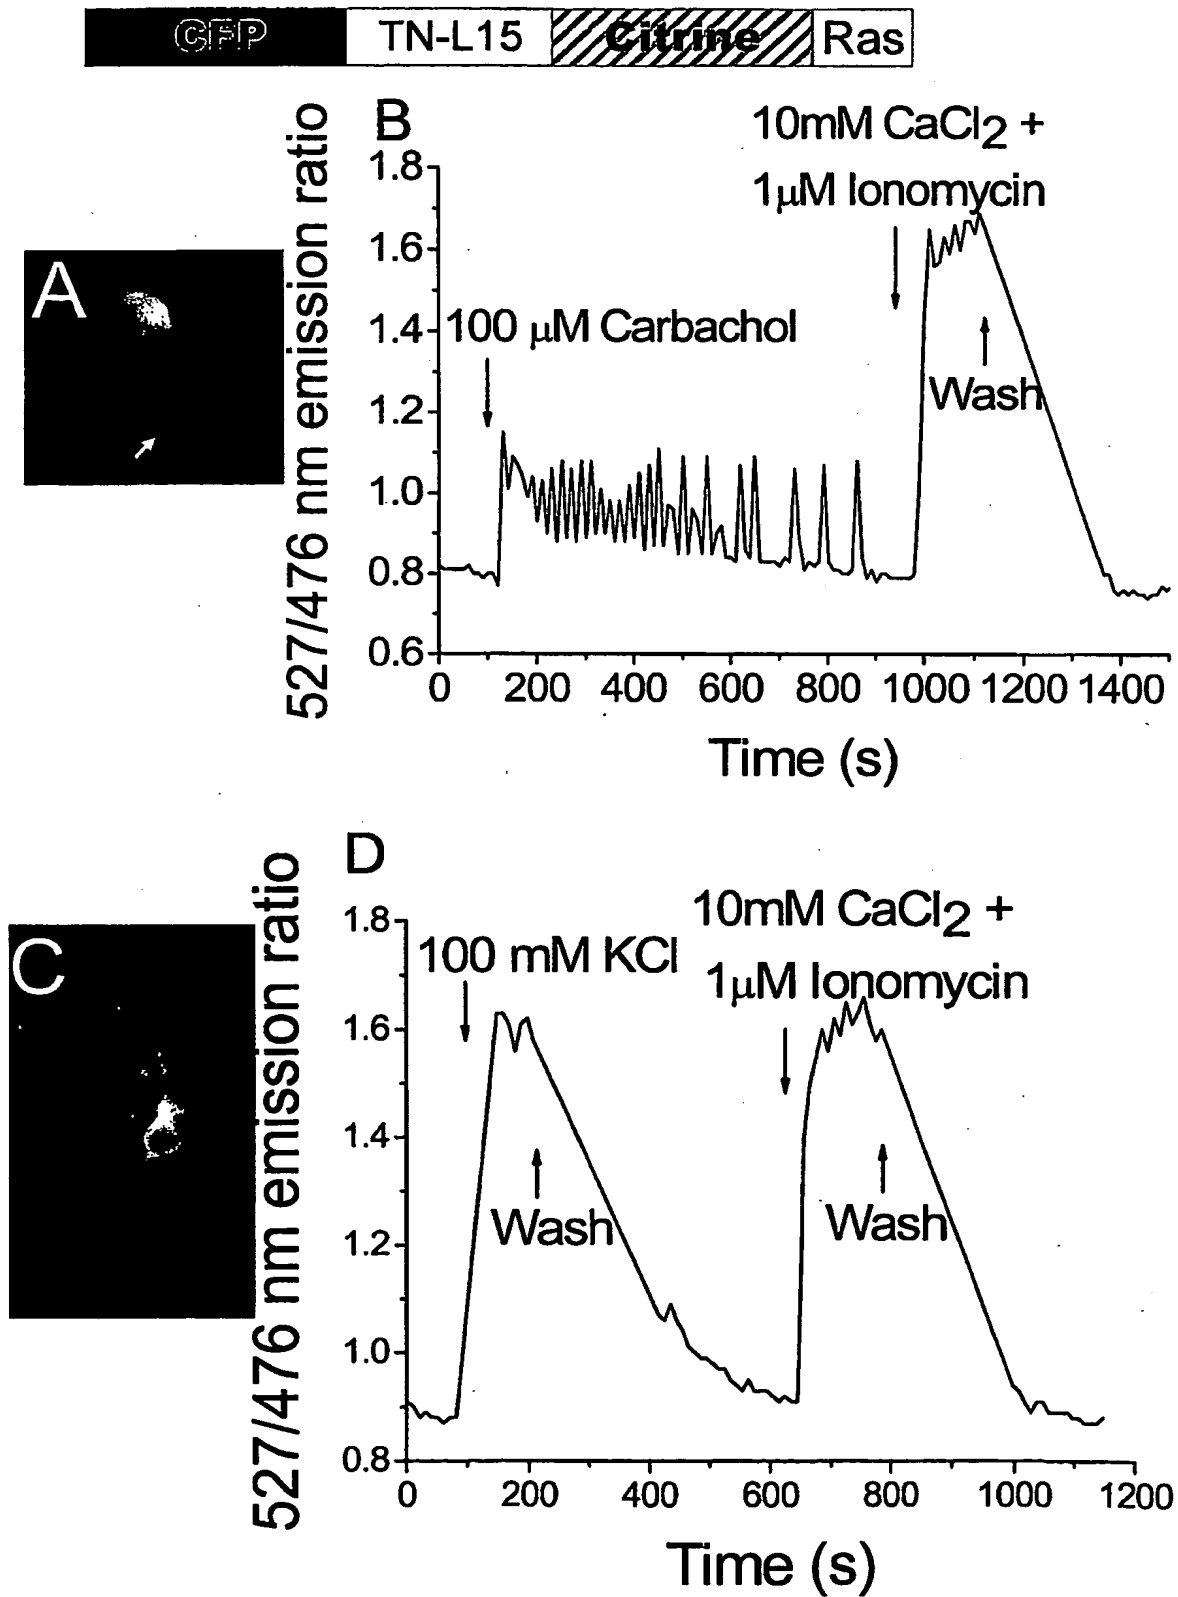 CFP TN-L15 Citrine Ras
B
10mM CaCl2 +
1μM Ionomycin
527/476 nm emission ratio
1.8
1.6
1.4
1.2
1.0
0.8
0.6
A
100 μM Carbachol
Wash
0 200 400 600 800 1000 1200 1400
Time (s)
D
10mM CaCl2 +
1μM Ionomycin
527/476 nm emission ratio
1.8
1.6
1.4
1.2
1.0
0.8
C
100 mM KCl
Wash
Wash
0 200 400 600 800 1000 1200
Time (s)